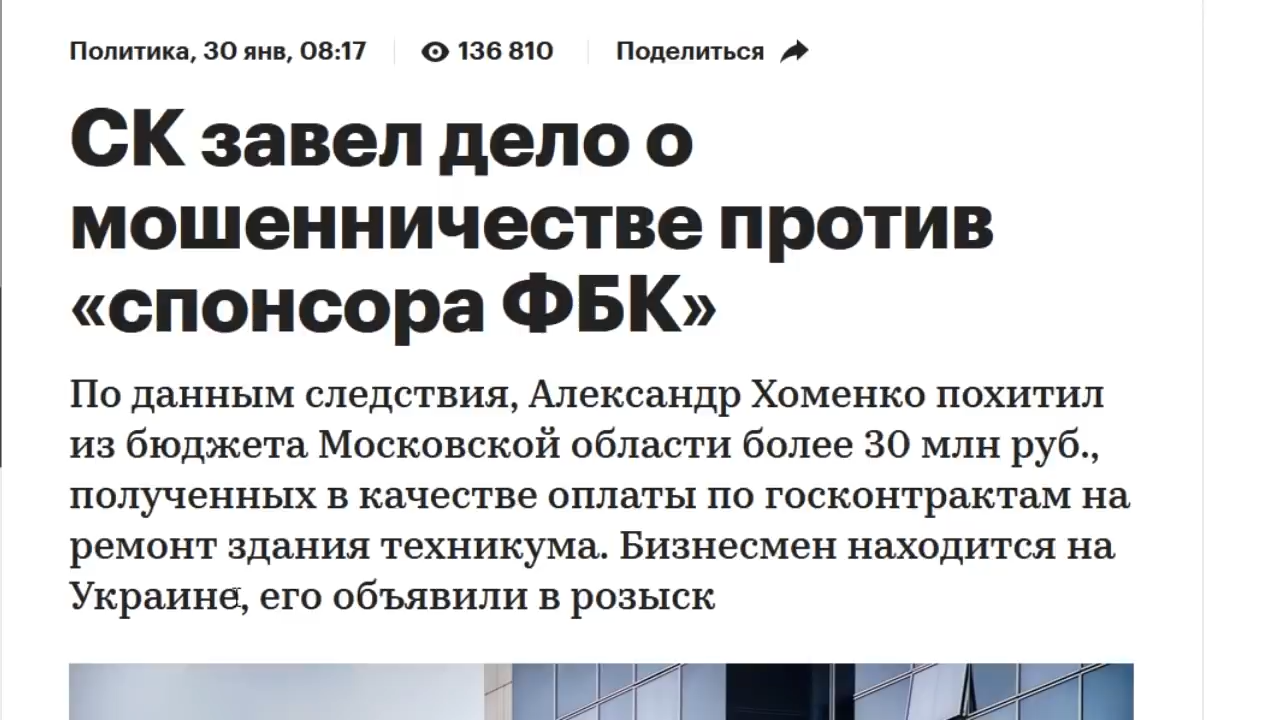 Политика, 30 янв, 08:17 136 810 Поделиться
СК завел дело о
мошенничестве против
«спонсора ФБК»
По данным следствия, Александр Хоменко похитил
из бюджета Московской области более 30 млн руб.,
полученных в качестве оплаты по госконтрактам на
ремонт здания техникума. Бизнесмен находится на
Украине, его объявили в розыск